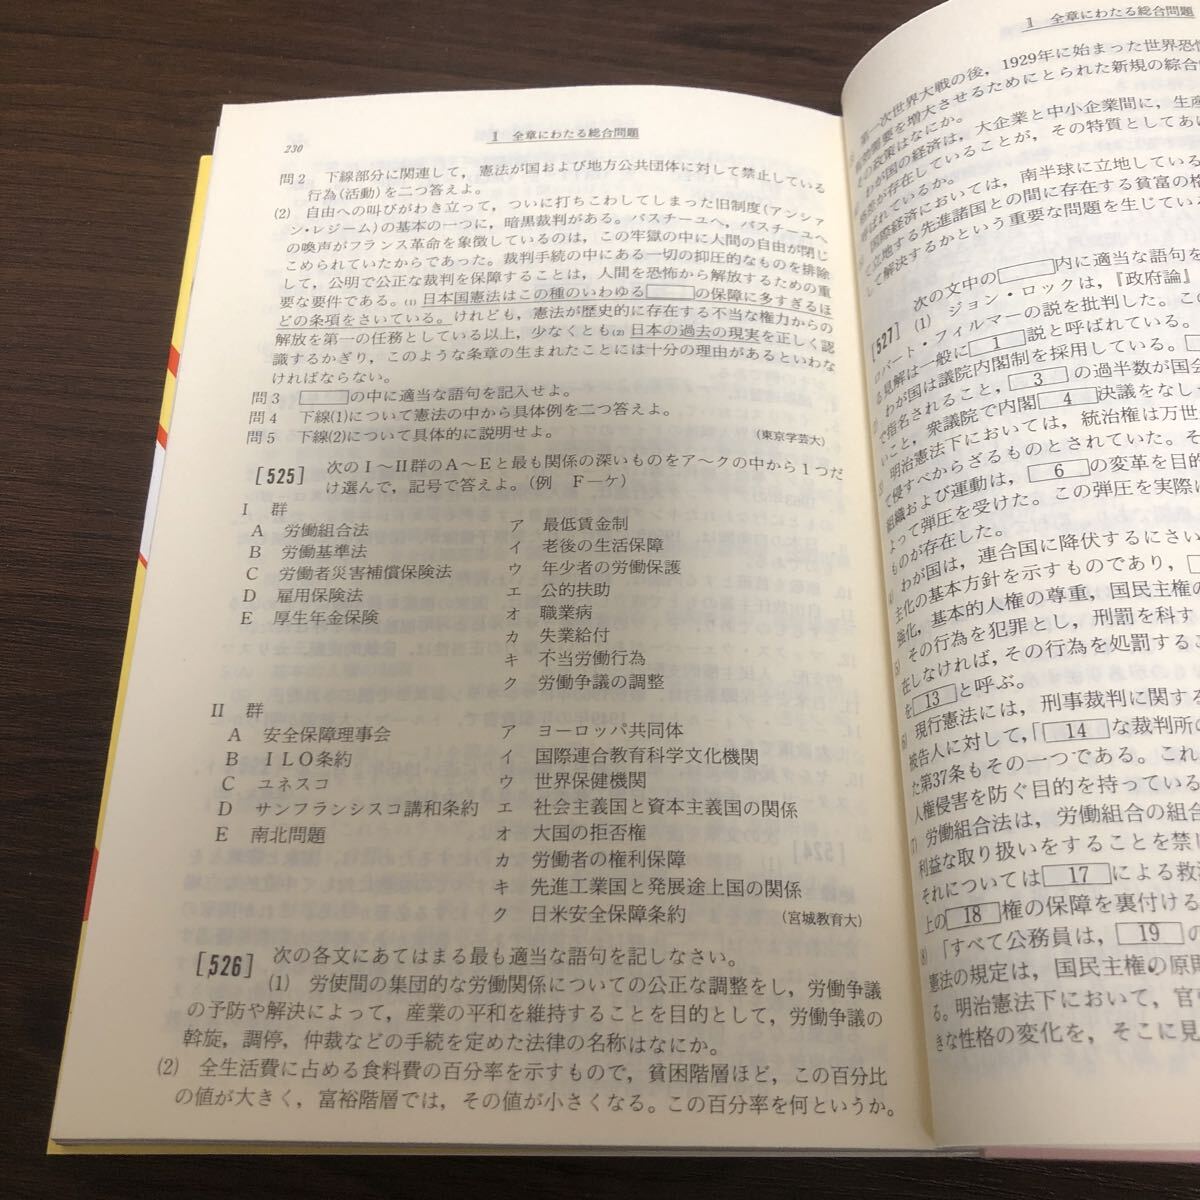 230
I 全章にわたる総合問題
問2 下線部分に関連して，憲法が国および地方公共団体に対して禁止している
行為(活動)を二つ答えよ。
(2) 自由への叫びがわき立って，ついに打ちこわしてしまった旧制度(アンシァ
ン・レジーム)の基本の一つに，暗黒裁判がある。バスチーユへ，バスチーユへ
の喚声がフランス革命を象徴しているのは，この牢獄の中に人間の自由が閉じ
こめられていたからであった。裁判手続の中にある一切の抑圧的なものを排除
して，公明で公正な裁判を保障することは，人間を恐怖から解放するための重
要な要件である。(1)日本国憲法はこの種のいわゆる の保障に多すぎるほ
どの条項をさいている。けれども，憲法が歴史的に存在する不当な権力からの
解放を第一の任務としている以上，少なくとも(2)日本の過去の現実を正しく認
識するかぎり，このような条章の生まれたことには十分の理由があるといわな
ければならない。
問3 の中に適当な語句を記入せよ。
問4 下線(1)について憲法の中から具体例を二つ答えよ。
問5 下線(2)について具体的に説明せよ。 (東京学芸大)
[525] 次のI～II群のA～Eと最も関係の深いものをア～クの中から1つだ
け選んで，記号で答えよ。(例 F―ケ)
I 群
A 労働組合法 ア 最低賃金制
B 労働基準法 イ 老後の生活保障
C 労働者災害補償保険法 ウ 年少者の労働保護
D 雇用保険法 エ 公的扶助
E 厚生年金保険 オ 職業病
カ 失業給付
キ 不当労働行為
ク 労働争議の調整
II 群
A 安全保障理事会 ア ヨーロッパ共同体
B ILO条約 イ 国際連合教育科学文化機関
C ユネスコ ウ 世界保健機関
D サンフランシスコ講和条約 エ 社会主義国と資本主義国の関係
E 南北問題 オ 大国の拒否権
カ 労働者の権利保障
キ 先進工業国と発展途上国の関係
ク 日米安全保障条約 (宮城教育大)
[526] 次の各文にあてはまる最も適当な語句を記しなさい。
(1) 労使間の集団的な労働関係についての公正な調整をし，労働争議
の予防や解決によって，産業の平和を維持することを目的として，労働争議の
斡旋，調停，仲裁などの手続を定めた法律の名称はなにか。
(2) 全生活費に占める食料費の百分率を示すもので，貧困階層ほど，この百分比
の値が大きく，富裕階層では，その値が小さくなる。この百分率を何というか。
I 全章にわたる総合問題
第一次世界大戦の後，1929年に始まった世界恐
有効需要を増大させるためにとられた新規の綜合
その政策はなにか。
わが国の経済は，大企業と中小企業間に，生産
格差が存在していることが，その特質としてあ
呼ばれているか。
国際経済においては，南半球に立地している
て立地する先進諸国との間に存在する貧富の格
して解決するかという重要な問題を生じてい
[527] 次の文中の 内に適当な語句を
(1) ジョン・ロックは，『政府論』
ロバート・フィルマーの説を批判した。こ
る見解は一般に 1 説と呼ばれている。
わが国は議院内閣制を採用している。
で指名されること， 3 の過半数が国会
いこと，衆議院で内閣 4 決議をなし
明治憲法下においては，統治権は万世
て侵すべからざるものとされていた。そ
組織および運動は， 6 の変革を目的
よって弾圧を受けた。この弾圧を実際に
ものが存在した。
(4) わが国は，連合国に降伏するにさい
主化の基本方針を示すものであり，
強化，基本的人権の尊重，国民主権の
(5) その行為を犯罪とし，刑罰を科す
在しなければ，その行為を処罰するこ
を 13 と呼ぶ。
(6) 現行憲法には，刑事裁判に関する
被告人に対して，「 14 な裁判所の
た第37条もその一つである。これ
人権侵害を防ぐ目的を持っている
(7) 労働組合法は，労働組合の組合
利益な取り扱いをすることを禁じ
それについては 17 による救
上の 18 権の保障を裏付ける
(8) 「すべて公務員は， 19 の
憲法の規定は，国民主権の原則
る。明治憲法下において，官
きな性格の変化を，そこに見